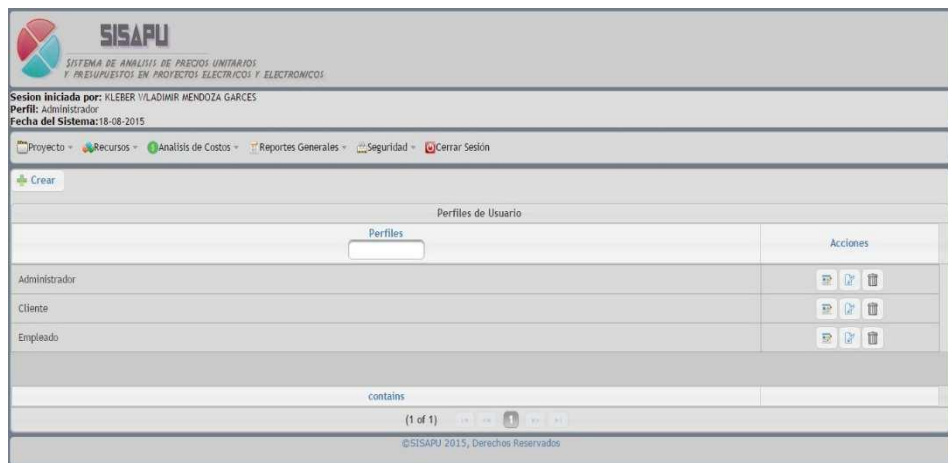 SISAPU
SISTEMA DE ANALISIS DE PRECIOS UNITARIOS
Y PRESUPUESTOS EN PROYECTOS ELECTRICOS Y ELECTRONICOS
Sesion iniciada por: KLEBER WLADIMIR MENDOZA GARCES
Perfil: Administrador
Fecha del Sistema:18-08-2015
Proyecto Recursos Analisis de Costos Reportes Generales Seguridad Cerrar Sesión
Crear
Perfiles de Usuario
Perfiles Acciones
Administrador
Cliente
Empleado
contains
(1 of 1) 1
©SISAPU 2015, Derechos Reservados